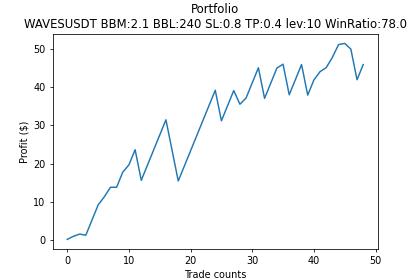 Portfolio
WAVESUSDT BBM:2.1 BBL:240 SL:0.8 TP:0.4 lev:10 WinRatio:78.0
50
40
30
20
10
0
Profit ($)
0 10 20 30 40 50
Trade counts